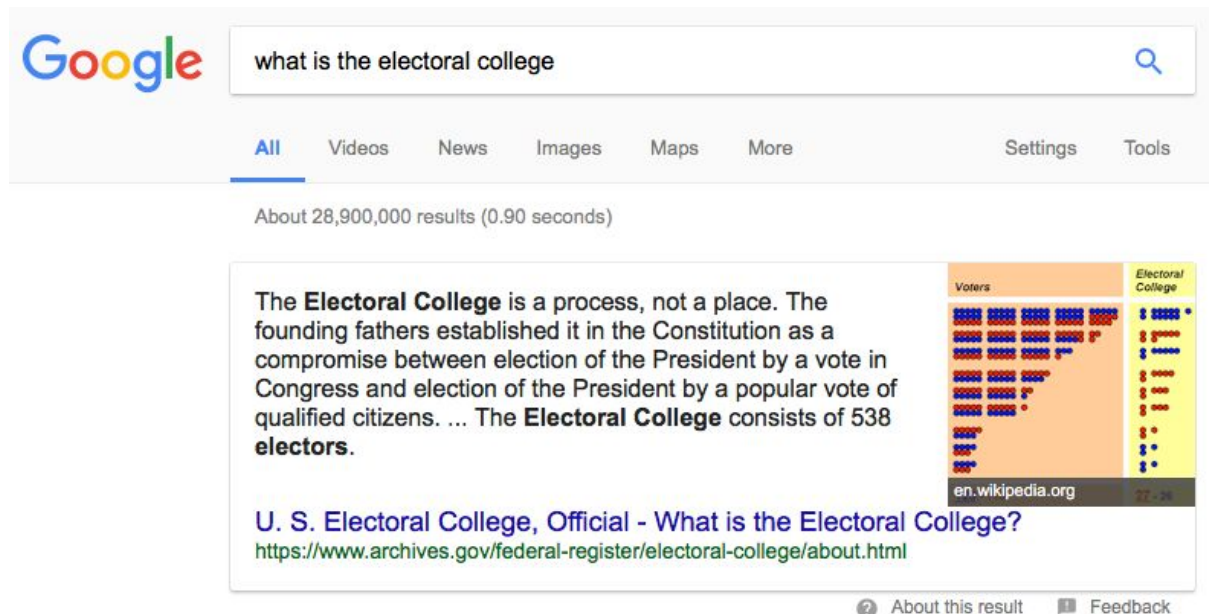 Google
what is the electoral college
All Videos News Images Maps More Settings Tools
About 28,900,000 results (0.90 seconds)
The Electoral College is a process, not a place. The
founding fathers established it in the Constitution as a
compromise between election of the President by a vote in
Congress and election of the President by a popular vote of
qualified citizens. ... The Electoral College consists of 538
electors.
Voters
Electoral
College
en.wikipedia.org
27 - 26
U. S. Electoral College, Official - What is the Electoral College?
https://www.archives.gov/federal-register/electoral-college/about.html
About this result Feedback